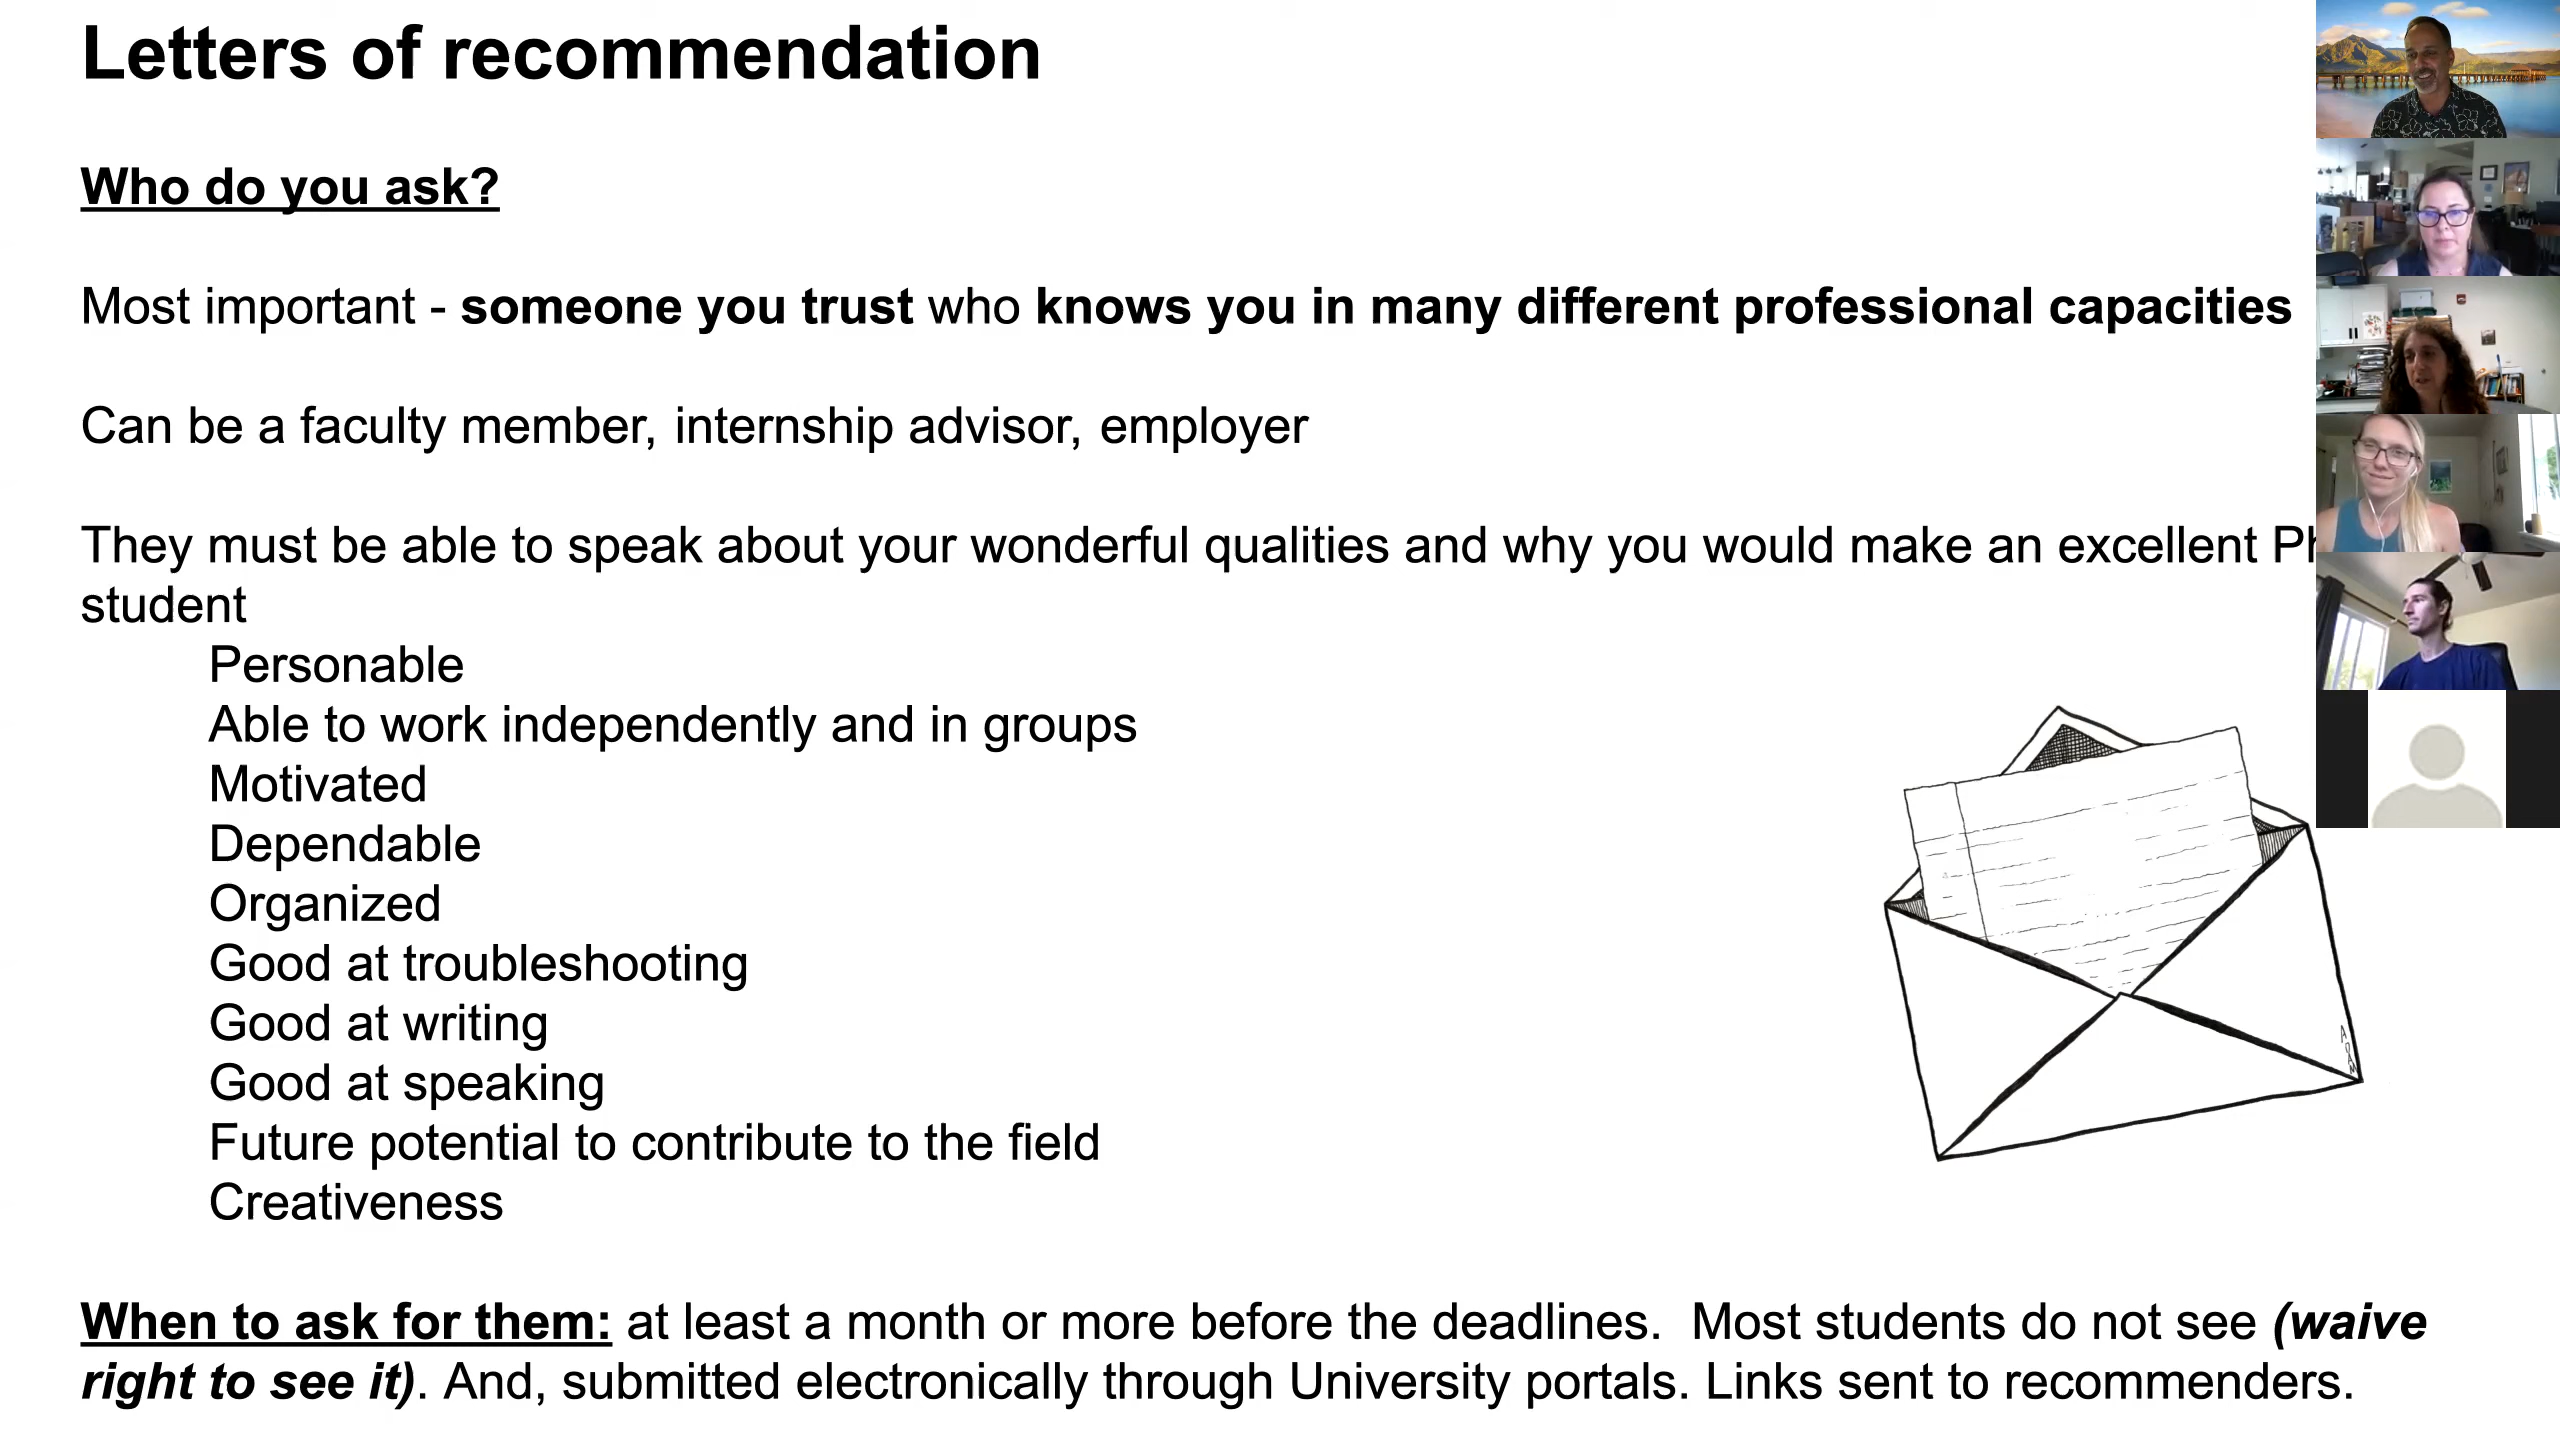 Letters of recommendation
Who do you ask?
Most important - someone you trust who knows you in many different professional capacities
Can be a faculty member, internship advisor, employer
They must be able to speak about your wonderful qualities and why you would make an excellent
student
Personable
Able to work independently and in groups
Motivated
Dependable
Organized
Good at troubleshooting
Good at writing
Good at speaking
Future potential to contribute to the field
Creativeness
ADAM
When to ask for them: at least a month or more before the deadlines. Most students do not see (waive
right to see it). And, submitted electronically through University portals. Links sent to recommenders.